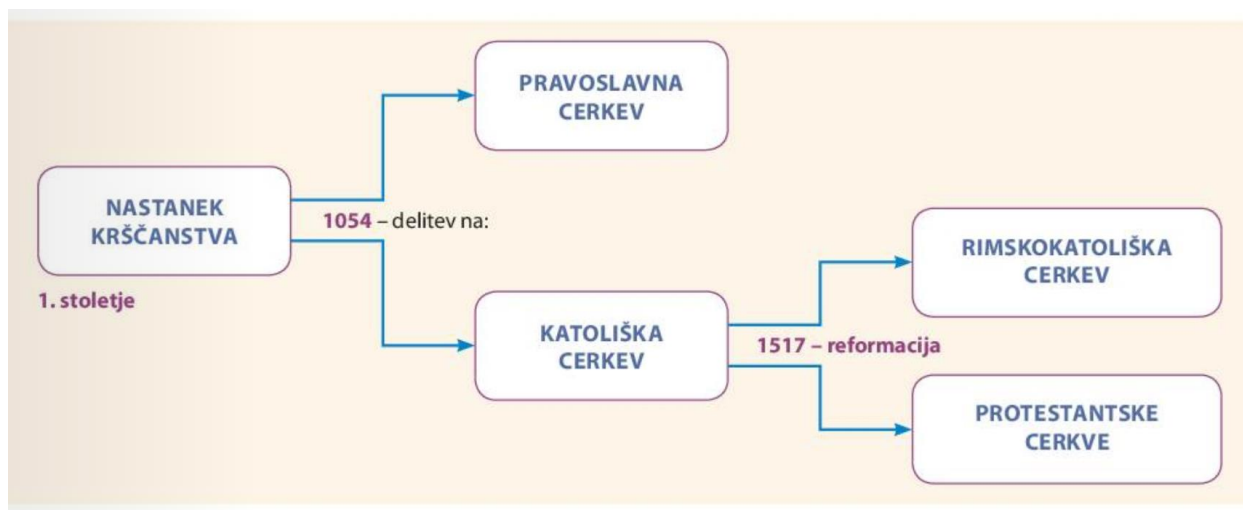 PRAVOSLAVNA
CERKEV
NASTANEK
KRŠČANSTVA
1. stoletje
1054 – delitev na:
KATOLIŠKA
CERKEV
1517 – reformacija
RIMSKOKATOLIŠKA
CERKEV
PROTESTANTSKE
CERKVE